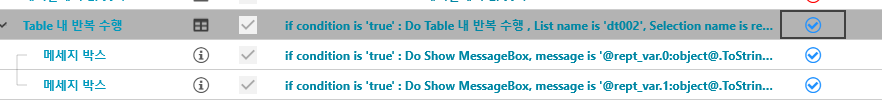 Table 내 반복 수행 if condition is 'true' : Do Table 내 반복 수행 , List name is 'dt002', Selection name is re...
메세지 박스 if condition is 'true' : Do Show MessageBox, message is '@rept_var.0:object@.ToStrin...
메세지 박스 if condition is 'true' : Do Show MessageBox, message is '@rept_var.1:object@.ToStrin...